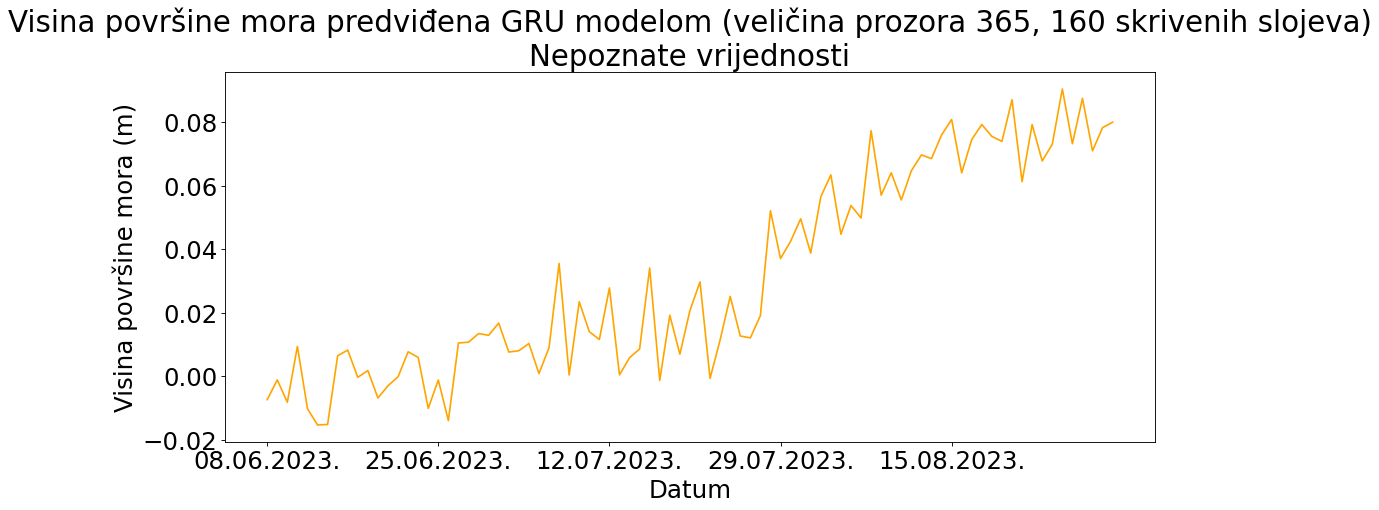 Visina površine mora predviđena GRU modelom (veličina prozora 365, 160 skrivenih slojeva)
Nepoznate vrijednosti
Visina površine mora (m)
0.08
0.06
0.04
0.02
0.00
−0.02
08.06.2023. 25.06.2023. 12.07.2023. 29.07.2023. 15.08.2023.
Datum